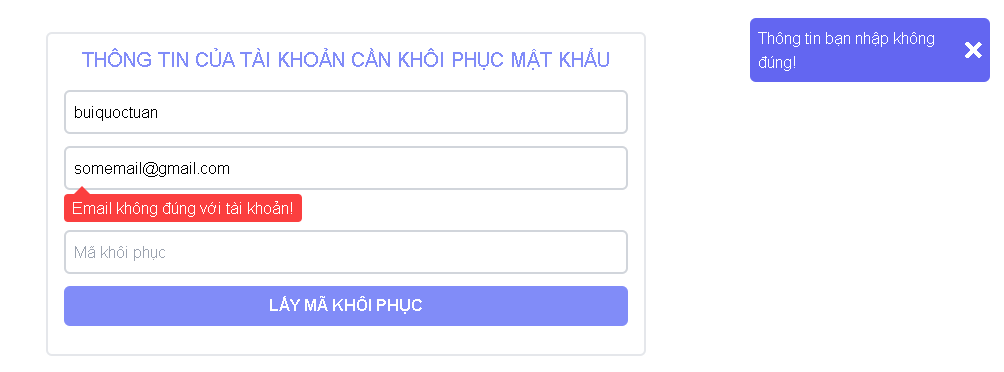 THÔNG TIN CỦA TÀI KHOẢN CẦN KHÔI PHỤC MẬT KHẨU
buiquoctuan
somemail@gmail.com
Email không đúng với tài khoản!
Mã khôi phục
LẤY MÃ KHÔI PHỤC
Thông tin bạn nhập không
đúng!